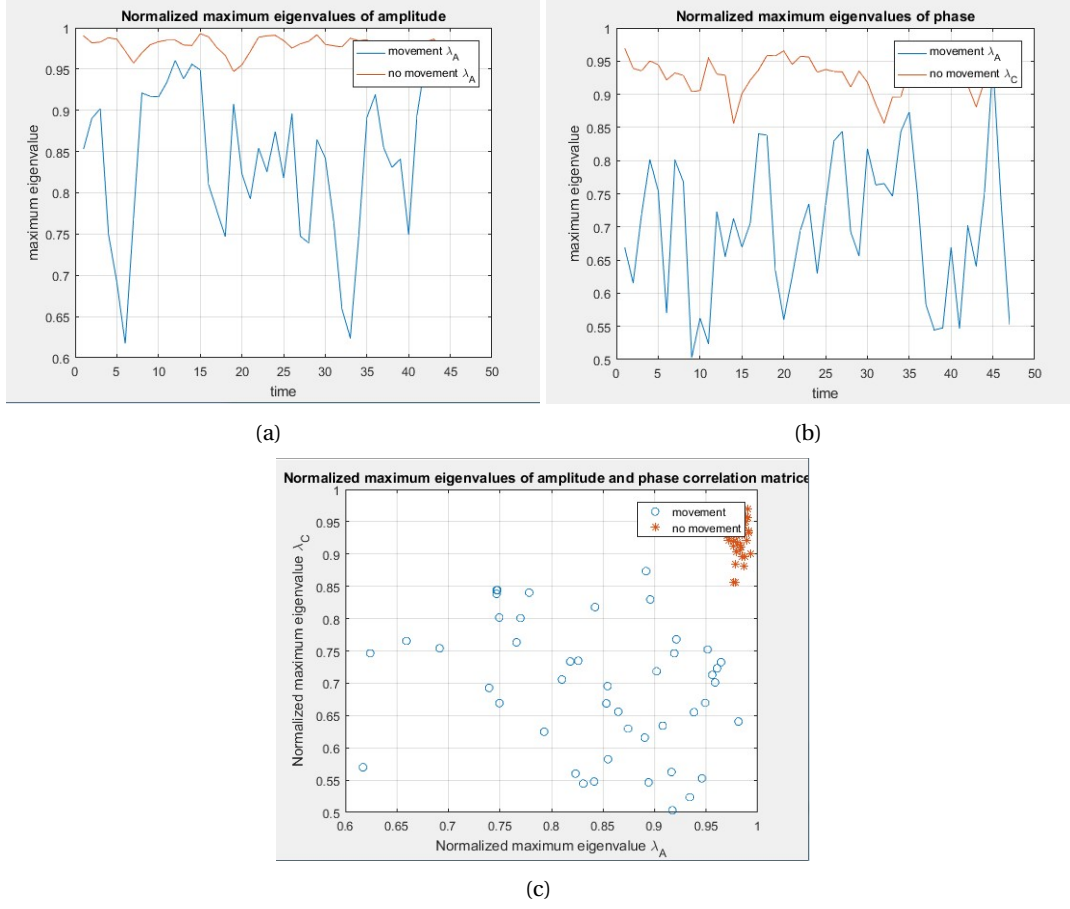 Normalized maximum eigenvalues of amplitude
maximum eigenvalue
1
0.95
0.9
0.85
0.8
0.75
0.7
0.65
0.6
0 5 10 15 20 25 30 35 40 45 50
time
movement λA
no movement λA
(a)
Normalized maximum eigenvalues of phase
maximum eigenvalue
1
0.95
0.9
0.85
0.8
0.75
0.7
0.65
0.6
0.55
0.5
0 5 10 15 20 25 30 35 40 45 50
time
movement λA
no movement λC
(b)
Normalized maximum eigenvalues of amplitude and phase correlation matrice
Normalized maximum eigenvalue λC
1
0.95
0.9
0.85
0.8
0.75
0.7
0.65
0.6
0.55
0.5
0.6 0.65 0.7 0.75 0.8 0.85 0.9 0.95 1
Normalized maximum eigenvalue λA
movement
no movement
(c)